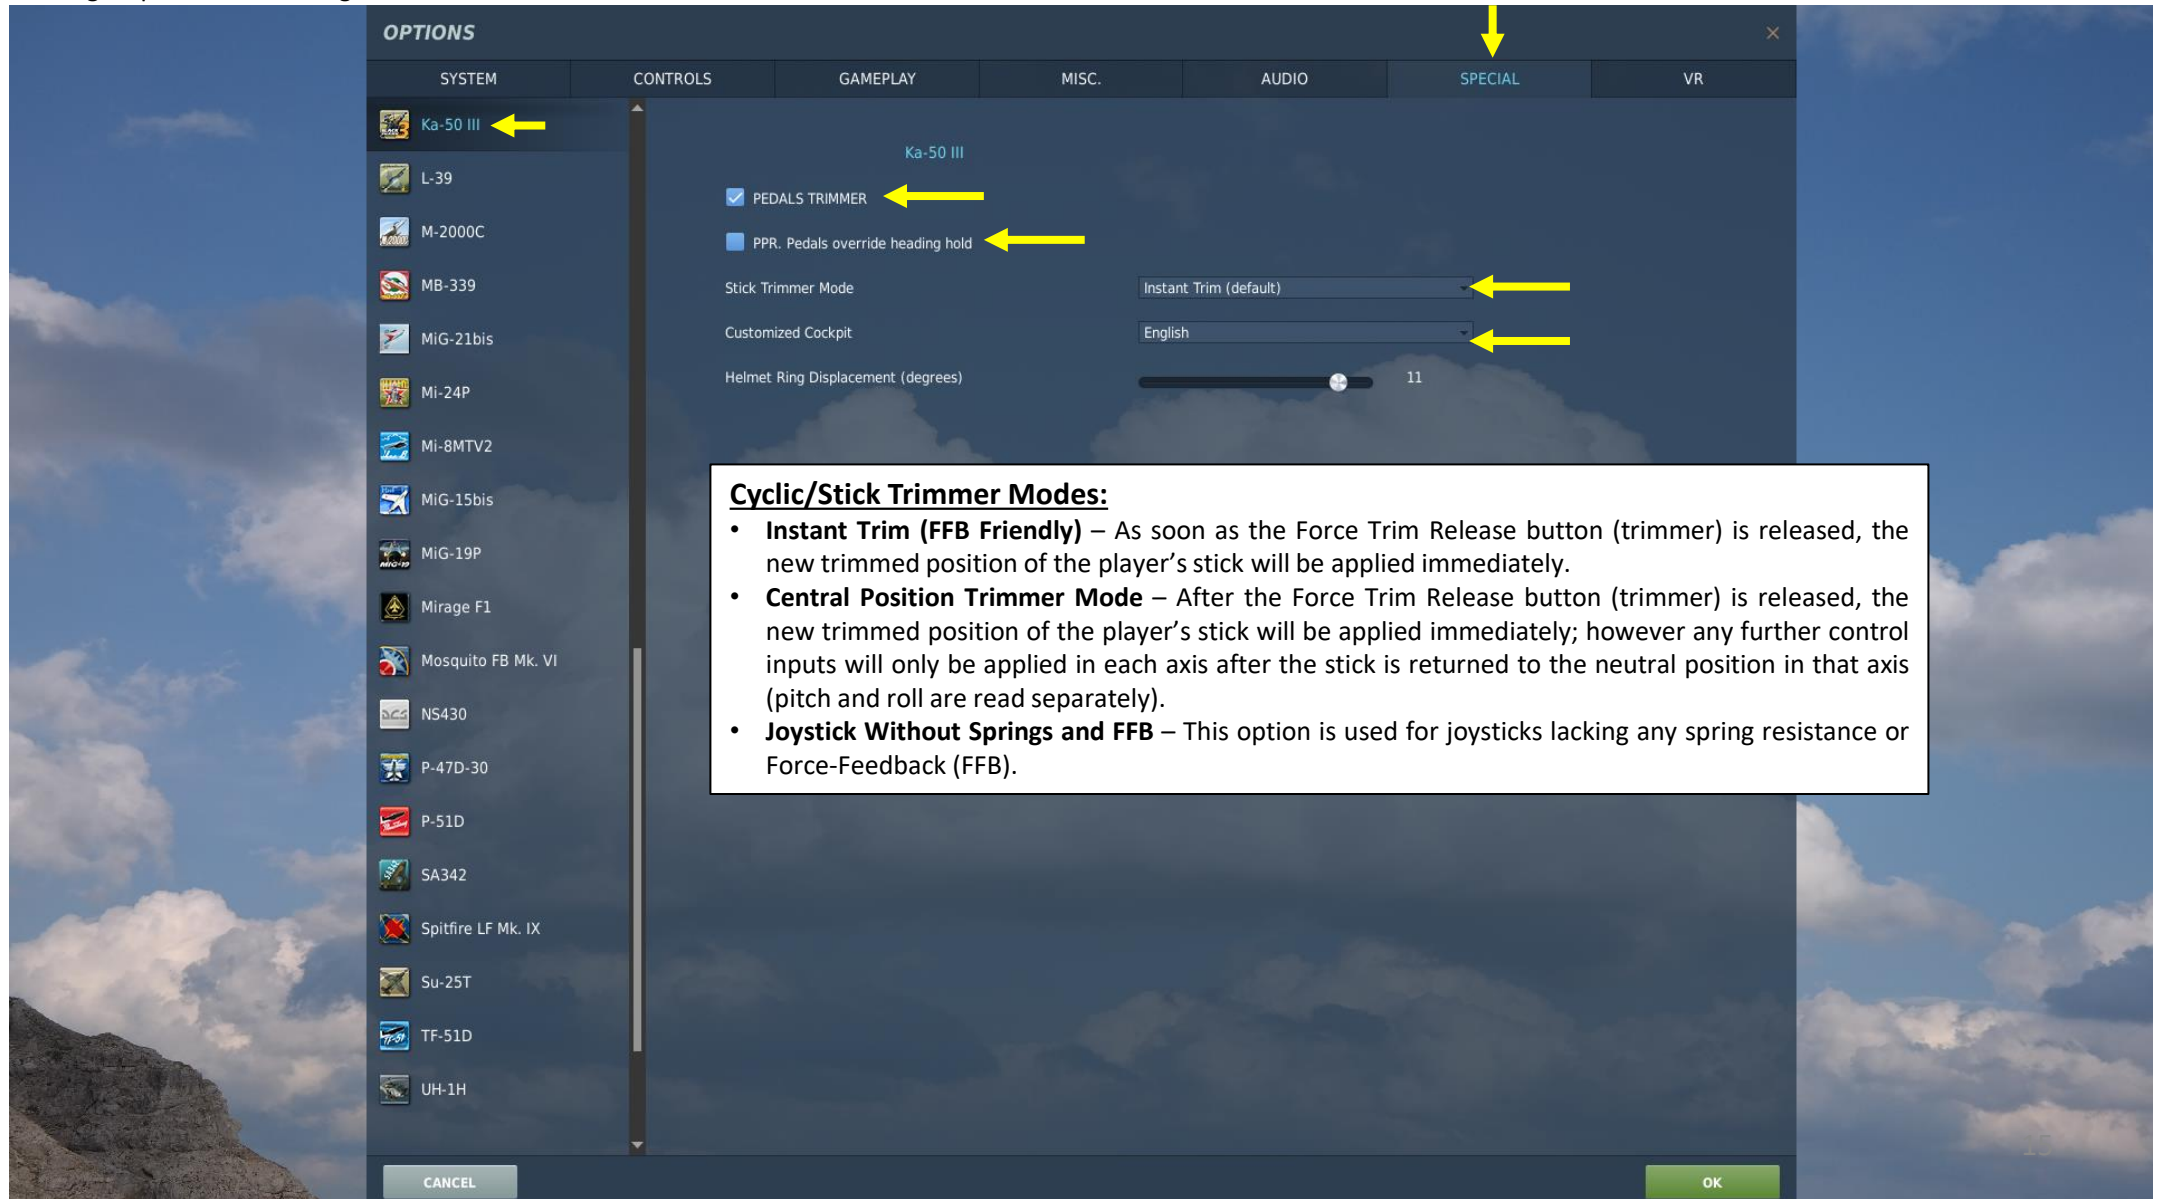 OPTIONS
SYSTEM
CONTROLS
GAMEPLAY
MISC.
AUDIO
SPECIAL
VR
Ka-50 III
L-39
M-2000C
MB-339
MiG-21bis
Mi-24P
Mi-8MTV2
MiG-15bis
MiG-19P
Mirage F1
Mosquito FB Mk. VI
NS430
P-47D-30
P-51D
SA342
Spitfire LF Mk. IX
Su-25T
TF-51D
UH-1H
Ka-50 III
PEDALS TRIMMER
PPR. Pedals override heading hold
Stick Trimmer Mode
Instant Trim (default)
Customized Cockpit
English
Helmet Ring Displacement (degrees)
11
Cyclic/Stick Trimmer Modes:
• Instant Trim (FFB Friendly) – As soon as the Force Trim Release button (trimmer) is released, the
new trimmed position of the player's stick will be applied immediately.
• Central Position Trimmer Mode – After the Force Trim Release button (trimmer) is released, the
new trimmed position of the player's stick will be applied immediately; however any further control
inputs will only be applied in each axis after the stick is returned to the neutral position in that axis
(pitch and roll are read separately).
• Joystick Without Springs and FFB – This option is used for joysticks lacking any spring resistance or
Force-Feedback (FFB).
15
CANCEL
OK